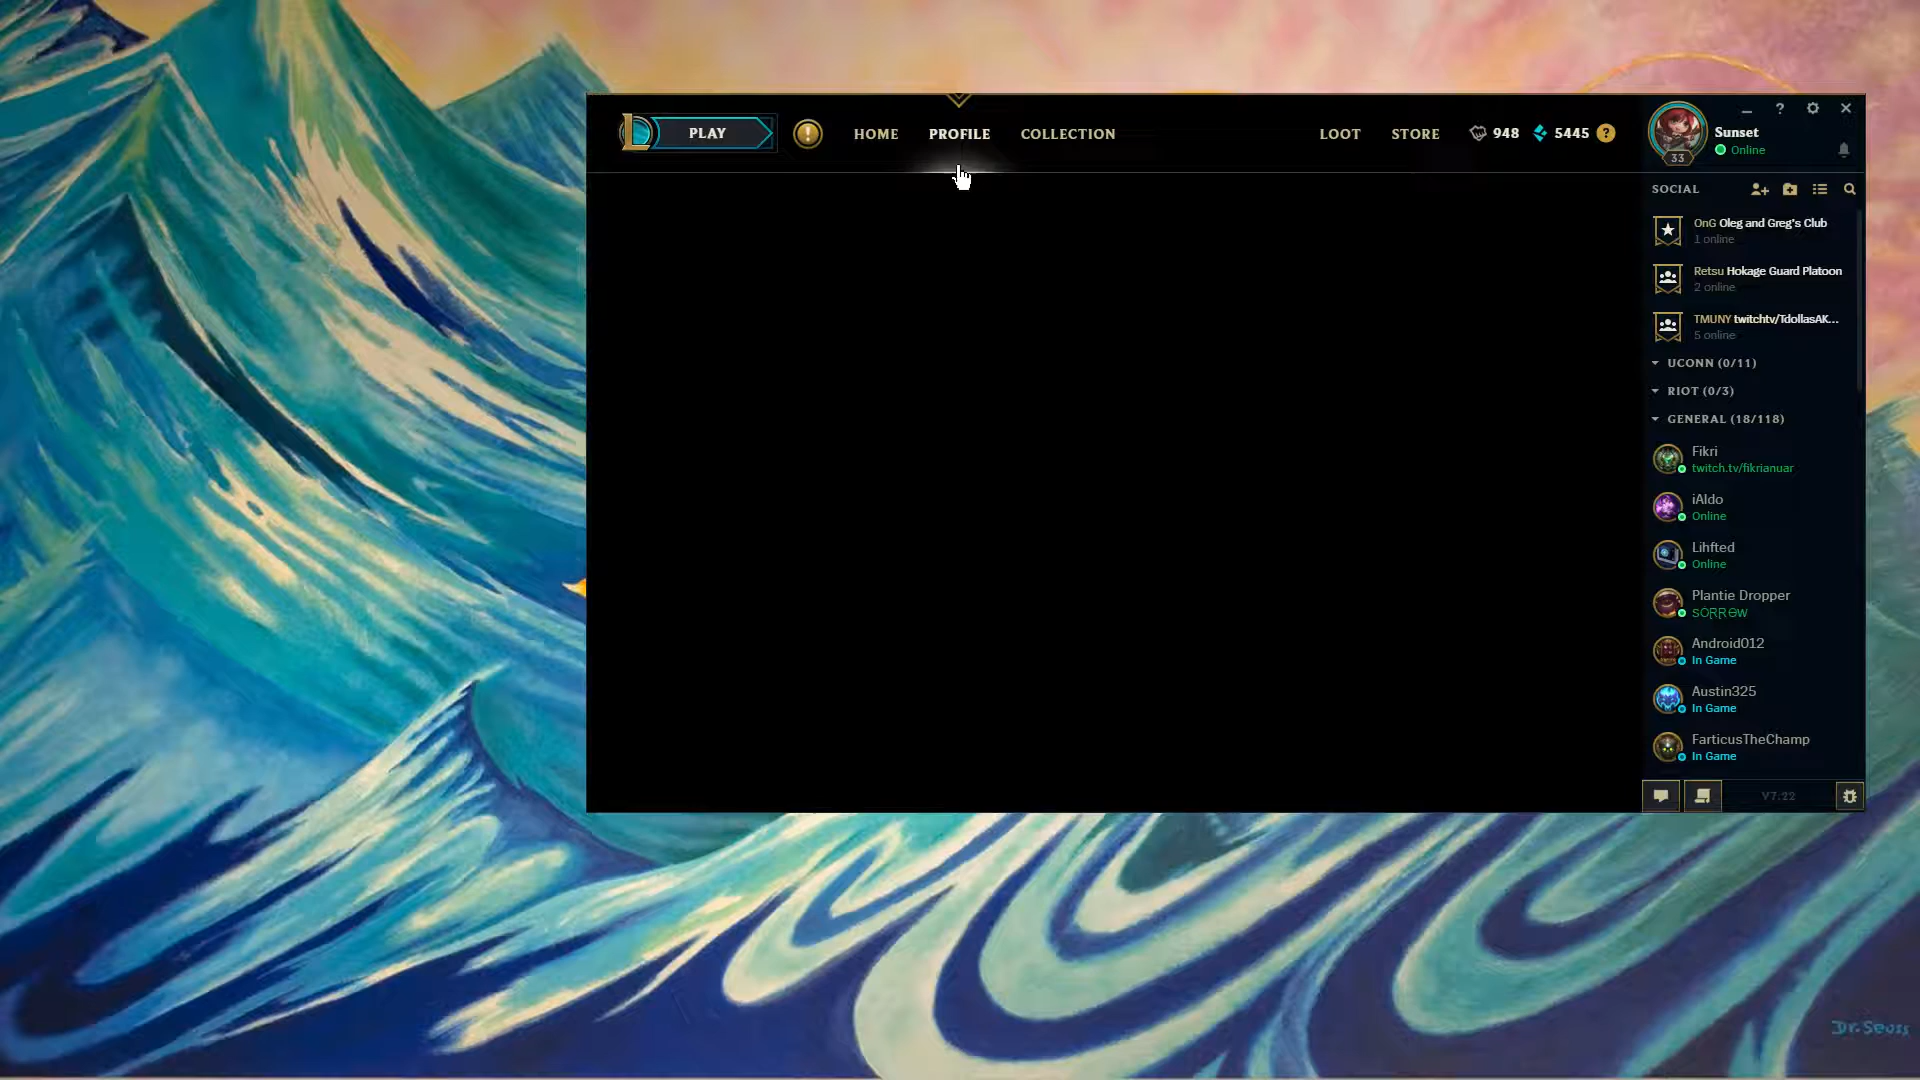 PLAY
HOME
PROFILE
COLLECTION
LOOT
STORE
948
5445
?
?
33
Sunset
Online
SOCIAL
OnG Oleg and Greg's Club
1 online
Retsu Hokage Guard Platoon
2 online
TMUNY twitchtv/TdollasAK...
5 online
UCONN (0/11)
RIOT (0/3)
GENERAL (18/118)
Fikri
twitch.tv/fikrianuar
iAldo
Online
Lihfted
Online
Plantie Dropper
Android012
In Game
Austin325
In Game
FarticusTheChamp
In Game
V7.22
Dr. Seuss